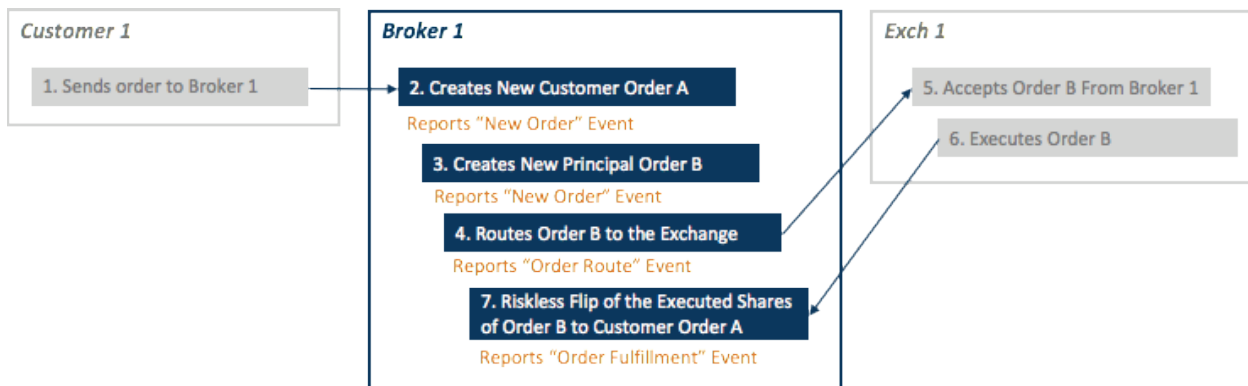 Customer 1
1. Sends order to Broker 1
Broker 1
2. Creates New Customer Order A
Reports “New Order” Event
3. Creates New Principal Order B
Reports “New Order” Event
4. Routes Order B to the Exchange
Reports “Order Route” Event
7. Riskless Flip of the Executed Shares
of Order B to Customer Order A
Reports “Order Fulfillment” Event
Exch 1
5. Accepts Order B From Broker 1
6. Executes Order B